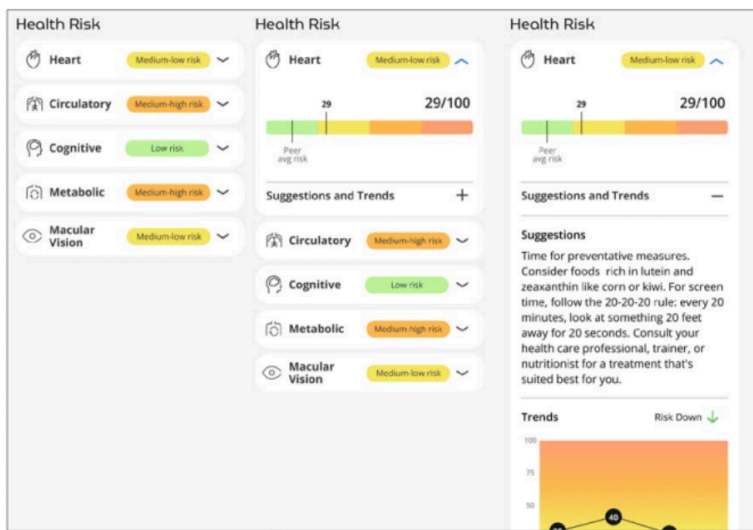 Health Risk
Heart Medium-low risk
Circulatory Medium-high risk
Cognitive Low risk
Metabolic Medium-high risk
Macular
Vision
Medium-low risk
Health Risk
Heart Medium-low risk
29 29/100
Peer
avg risk
Suggestions and Trends
Circulatory Medium-high risk
Cognitive Low risk
Metabolic Medium high risk
Macular
Vision
Medium-low risk
Health Risk
Heart Medium-low risk
29 29/100
Peer
avg risk
Suggestions and Trends
Suggestions
Time for preventative measures.
Consider foods rich in lutein and
zeaxanthin like corn or kiwi. For screen
time, follow the 20-20-20 rule: every 20
minutes, look at something 20 feet
away for 20 seconds. Consult your
health care professional, trainer, or
nutritionist for a treatment that's
suited best for you.
Trends Risk Down
100
75
50
40